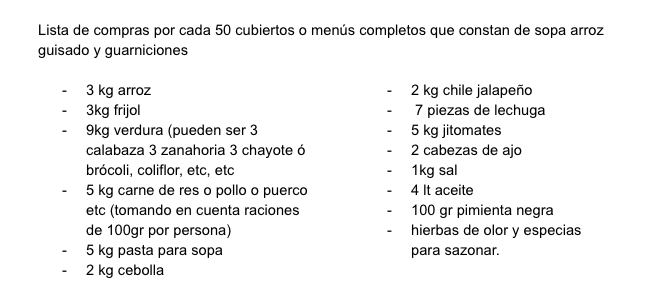 Lista de compras por cada 50 cubiertos o menús completos que constan de sopa arroz
guisado y guarniciones
- 3 kg arroz
- 3kg frijol
- 9kg verdura (pueden ser 3
calabaza 3 zanahoria 3 chayote ó
brócoli, coliflor, etc, etc
- 5 kg carne de res o pollo o puerco
etc (tomando en cuenta raciones
de 100gr por persona)
- 5 kg pasta para sopa
- 2 kg cebolla
- 2 kg chile jalapeño
- 7 piezas de lechuga
- 5 kg jitomates
- 2 cabezas de ajo
- 1kg sal
- 4 lt aceite
- 100 gr pimienta negra
- hierbas de olor y especias
para sazonar.